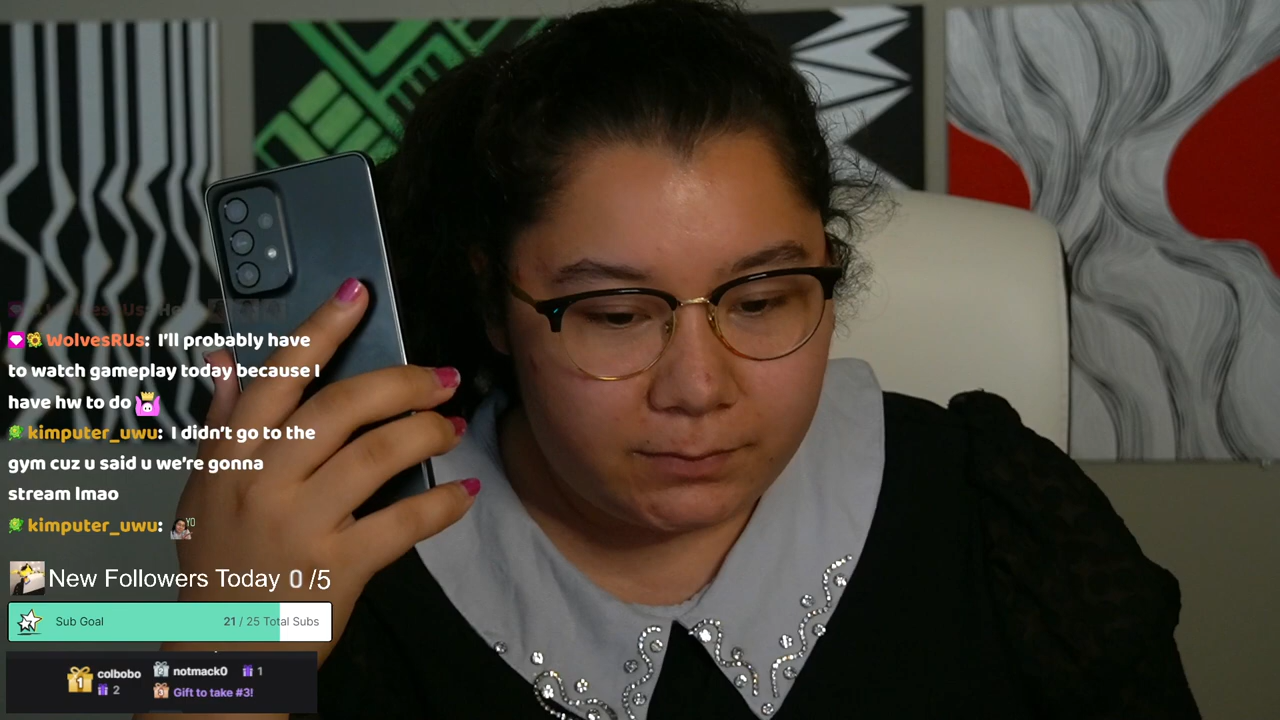 WolvesRUs: I'll probably have
to watch gameplay today because I
have hw to do
kimputer_uwu: I didn't go to the
gym cuz u said u we're gonna
stream lmao
kimputer_uwu: YO
New Followers Today 0 /5
Sub Goal 21 / 25 Total Subs
1 colbobo 2
notmack0 1
Gift to take #3!